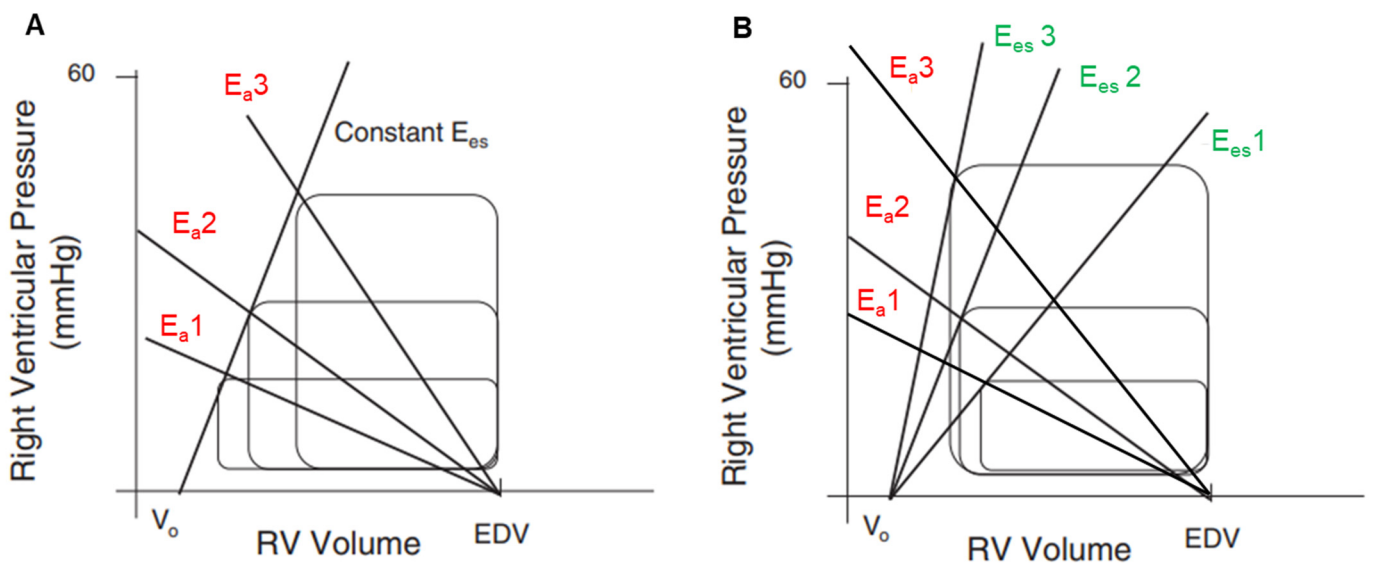 A
60
Ea3
Constant Ees
Ea2
Ea1
Right Ventricular Pressure
(mmHg)
Vo
RV Volume
EDV
B
60
Ea3
Ees 3
Ees 2
Ees1
Ea2
Ea1
Right Ventricular Pressure
(mmHg)
Vo
RV Volume
EDV